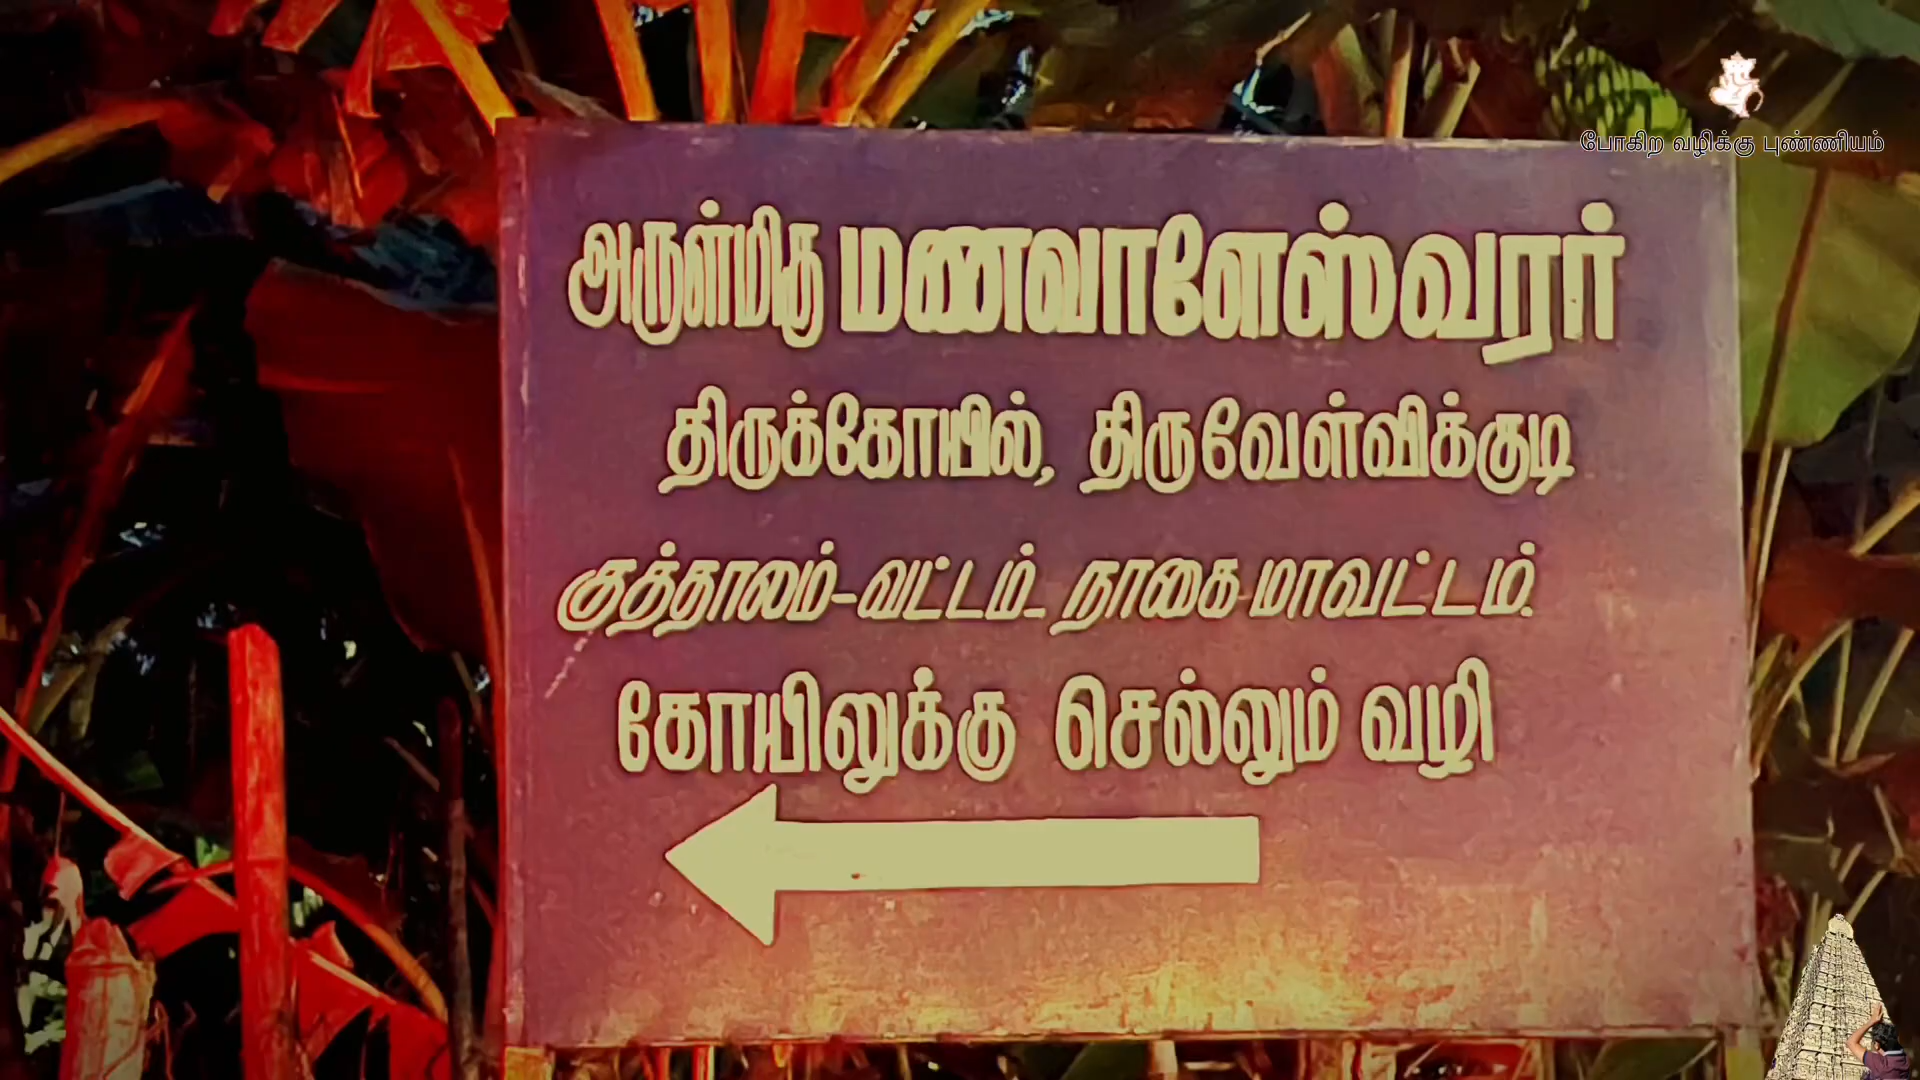 போகிற வழிக்கு புண்ணியம்
அருள்மிகு மணவாளேஸ்வரர்
திருக்கோயில், திருவேள்விக்குடி
குத்தாலம்-வட்டம். நாகை மாவட்டம்.
கோயிலுக்கு செல்லும் வழி